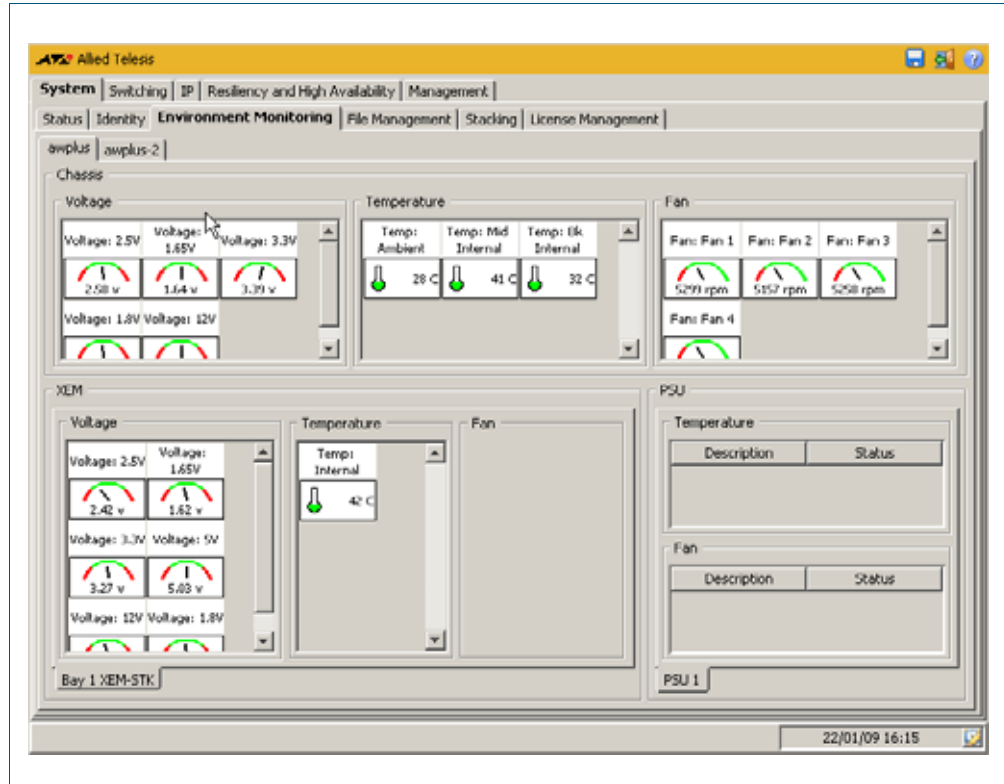 Allied Telesis
System Switching IP Resiliency and High Availability Management
Status Identity Environment Monitoring File Management Stacking License Management
awplus awplus-2
Chassis
Voltage
Voltage: 2.5V Voltage: 1.65V Voltage: 3.3V
2.58 v 1.64 v 3.39 v
Voltage: 1.8V Voltage: 12V
Temperature
Temp: Ambient Temp: Mid Internal Temp: Bk Internal
28 C 41 C 32 C
Fan
Fan: Fan 1 Fan: Fan 2 Fan: Fan 3
5299 rpm 5157 rpm 5258 rpm
Fan: Fan 4
XEM
Voltage
Voltage: 2.5V Voltage: 1.65V
2.42 v 1.62 v
Voltage: 3.3V Voltage: 5V
3.27 v 5.03 v
Voltage: 12V Voltage: 1.8V
Temperature
Temp: Internal
42 C
Fan
Bay 1 XEM-STK
PSU
Temperature
Description Status
Fan
Description Status
PSU 1
22/01/09 16:15